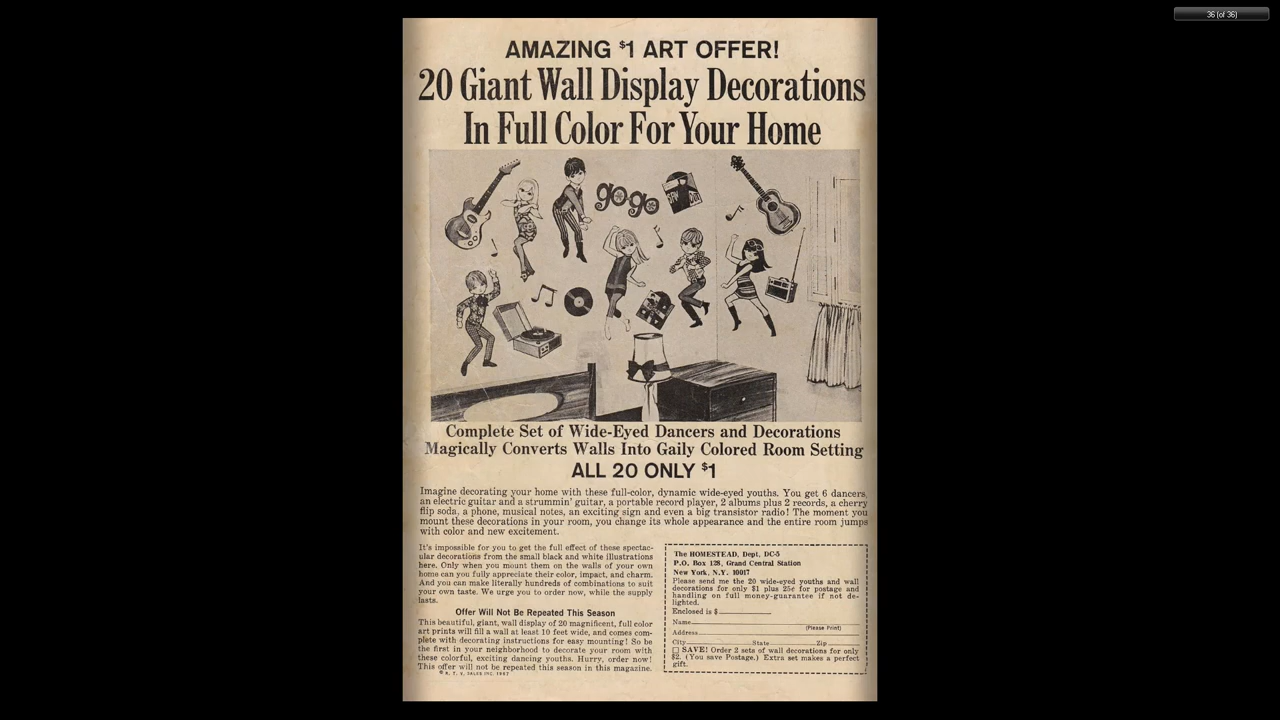 36 (of 36)
AMAZING $1 ART OFFER!
20 Giant Wall Display Decorations
In Full Color For Your Home
go-go
Complete Set of Wide-Eyed Dancers and Decorations
Magically Converts Walls Into Gaily Colored Room Setting
ALL 20 ONLY $1
Imagine decorating your home with these full-color, dynamic wide-eyed youths. You get 6 dancers,
an electric guitar and a strummin' guitar, a portable record player, 2 albums plus 2 records, a cherry
flip soda, a phone, musical notes, an exciting sign and even a big transistor radio! The moment you
mount these decorations in your room, you change its whole appearance and the entire room jumps
with color and new excitement.
It's impossible for you to get the full effect of these spectac-
ular decorations from the small black and white illustrations
here. Only when you mount them on the walls of your own
home can you fully appreciate their color, impact, and charm.
And you can make literally hundreds of combinations to suit
your own taste. We urge you to order now, while the supply
lasts.
Offer Will Not Be Repeated This Season
This beautiful, giant, wall display of 20 magnificent, full color
art prints will fill a wall at least 10 feet wide, and comes com-
plete with decorating instructions for easy mounting! So be
the first in your neighborhood to decorate your room with
these colorful, exciting dancing youths. Hurry, order now!
This offer will not be repeated this season in this magazine.
© R. T. V. SALES INC. 1967
The HOMESTEAD, Dept. DC-5
P.O. Box 128, Grand Central Station
New York, N.Y. 10017
Please send me the 20 wide-eyed youths and wall
decorations for only $1 plus 25¢ for postage and
handling on full money-guarantee if not de-
lighted.
Enclosed is $
Name
(Please Print)
Address
City State Zip
□ SAVE! Order 2 sets of wall decorations for only
$2. (You save Postage.) Extra set makes a perfect
gift.